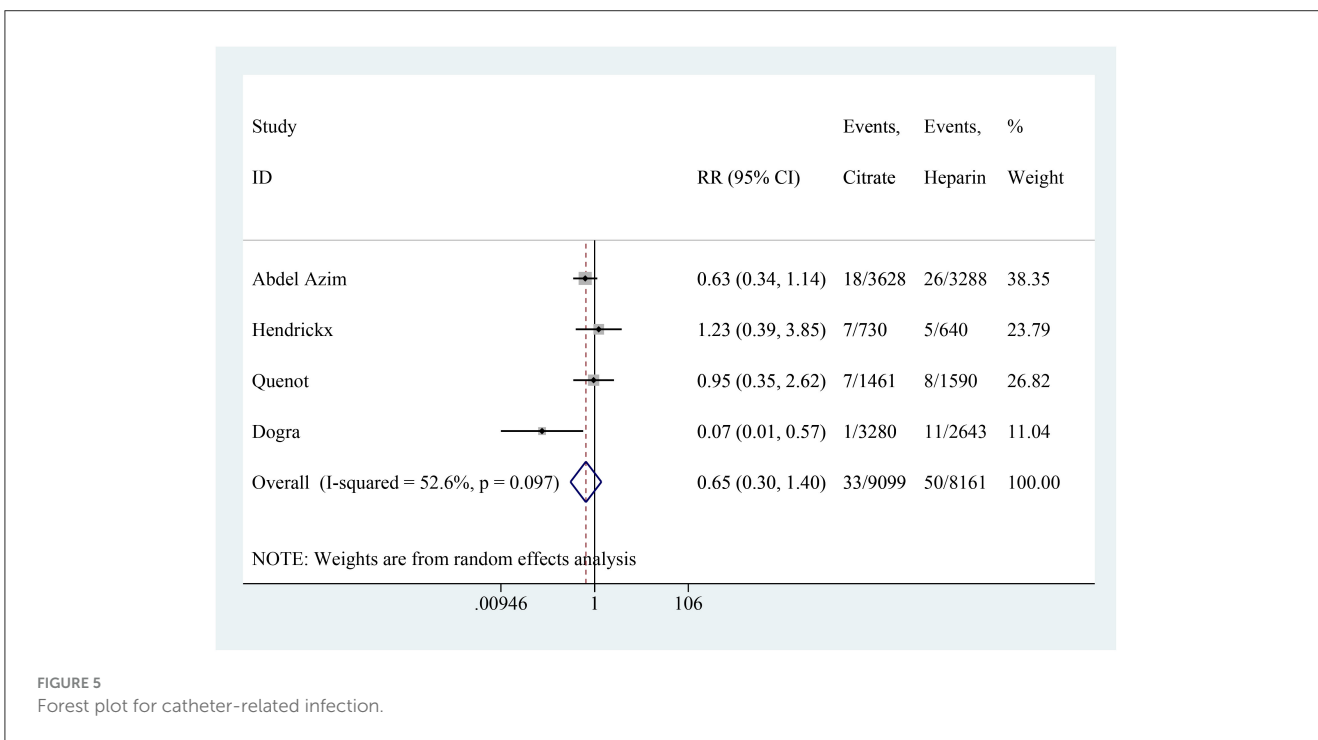 Study Events, Events, %
ID RR (95% CI) Citrate Heparin Weight
Abdel Azim 0.63 (0.34, 1.14) 18/3628 26/3288 38.35
Hendrickx 1.23 (0.39, 3.85) 7/730 5/640 23.79
Quenot 0.95 (0.35, 2.62) 7/1461 8/1590 26.82
Dogra 0.07 (0.01, 0.57) 1/3280 11/2643 11.04
Overall (I-squared = 52.6%, p = 0.097) 0.65 (0.30, 1.40) 33/9099 50/8161 100.00
NOTE: Weights are from random effects analysis
.00946 1 106
FIGURE 5
Forest plot for catheter-related infection.